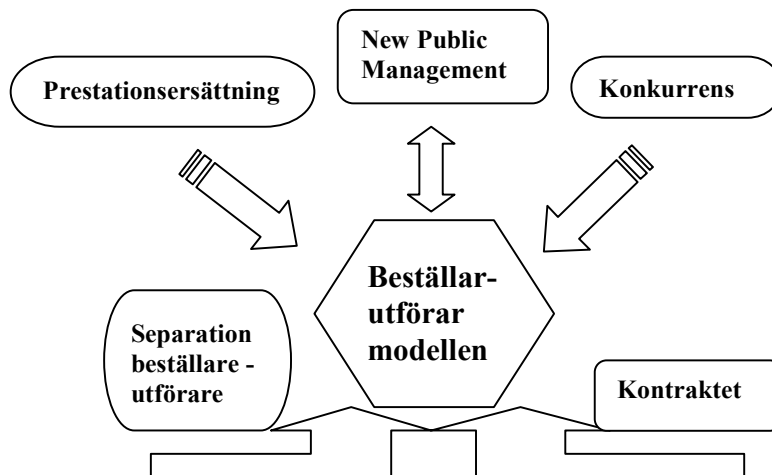 New Public
Management
Prestationsersättning
Konkurrens
Beställar-
utförar
modellen
Separation
beställare -
utförare
Kontraktet